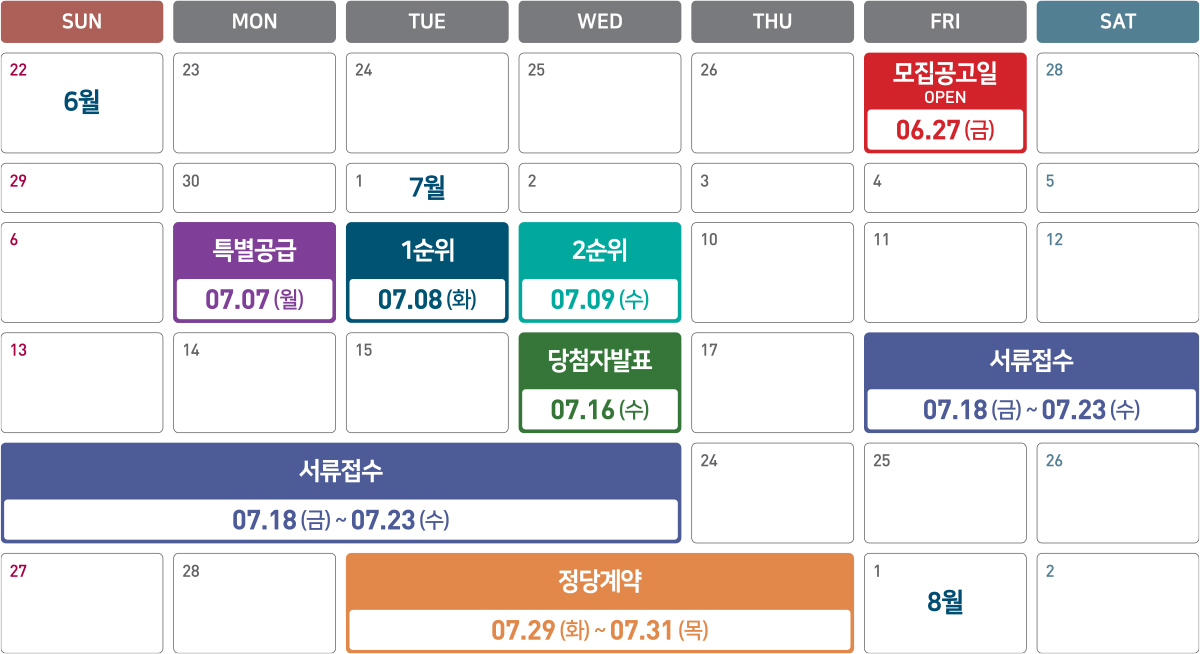 SUN MON TUE WED THU FRI SAT
22 6월 23 24 25 26 모집공고일 28
OPEN
06.27 (금)
29 30 1 7월 2 3 4 5
6 특별공급 1순위 2순위 10 11 12
07.07 (월) 07.08 (화) 07.09 (수)
13 14 15 당첨자발표 17 서류접수
07.16 (수) 07.18 (금) ~ 07.23 (수)
서류접수 24 25 26
07.18 (금) ~ 07.23 (수)
27 28 정당계약 1 8월 2
07.29 (화) ~ 07.31 (목)